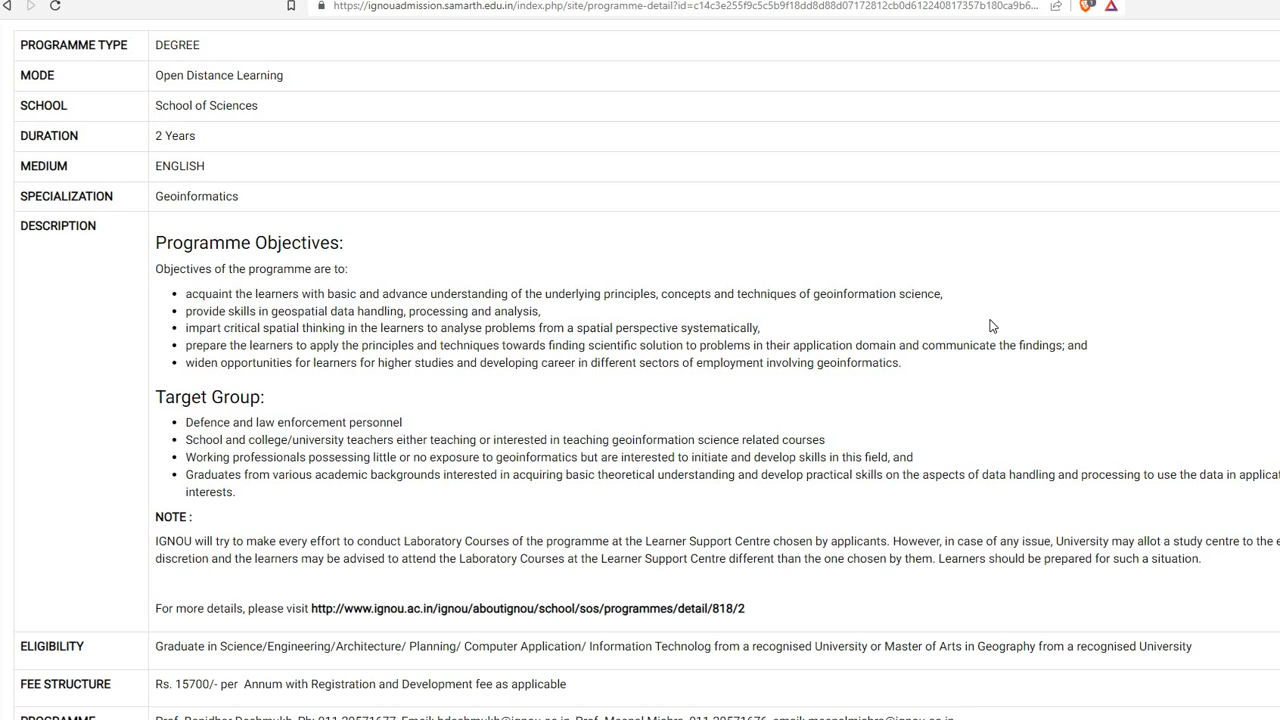 https://ignouadmission.samarth.edu.in/index.php/site/programme-detail?id=c14c3e255f9c5c5b9f18dd8d88d07172812cb0d612240817357b180ca9b6...
PROGRAMME TYPE DEGREE
MODE Open Distance Learning
SCHOOL School of Sciences
DURATION 2 Years
MEDIUM ENGLISH
SPECIALIZATION Geoinformatics
DESCRIPTION
Programme Objectives:
Objectives of the programme are to:
• acquaint the learners with basic and advance understanding of the underlying principles, concepts and techniques of geoinformation science,
• provide skills in geospatial data handling, processing and analysis,
• impart critical spatial thinking in the learners to analyse problems from a spatial perspective systematically,
• prepare the learners to apply the principles and techniques towards finding scientific solution to problems in their application domain and communicate the findings; and
• widen opportunities for learners for higher studies and developing career in different sectors of employment involving geoinformatics.
Target Group:
• Defence and law enforcement personnel
• School and college/university teachers either teaching or interested in teaching geoinformation science related courses
• Working professionals possessing little or no exposure to geoinformatics but are interested to initiate and develop skills in this field, and
• Graduates from various academic backgrounds interested in acquiring basic theoretical understanding and develop practical skills on the aspects of data handling and processing to use the data in
interests.
NOTE :
IGNOU will try to make every effort to conduct Laboratory Courses of the programme at the Learner Support Centre chosen by applicants. However, in case of any issue, University may allot a study centre to the
discretion and the learners may be advised to attend the Laboratory Courses at the Learner Support Centre different than the one chosen by them. Learners should be prepared for such a situation.
For more details, please visit http://www.ignou.ac.in/ignou/aboutignou/school/sos/programmes/detail/818/2
ELIGIBILITY Graduate in Science/Engineering/Architecture/ Planning/ Computer Application/ Information Technolog from a recognised University or Master of Arts in Geography from a recognised University
FEE STRUCTURE Rs. 15700/- per Annum with Registration and Development fee as applicable
PROGRAMME